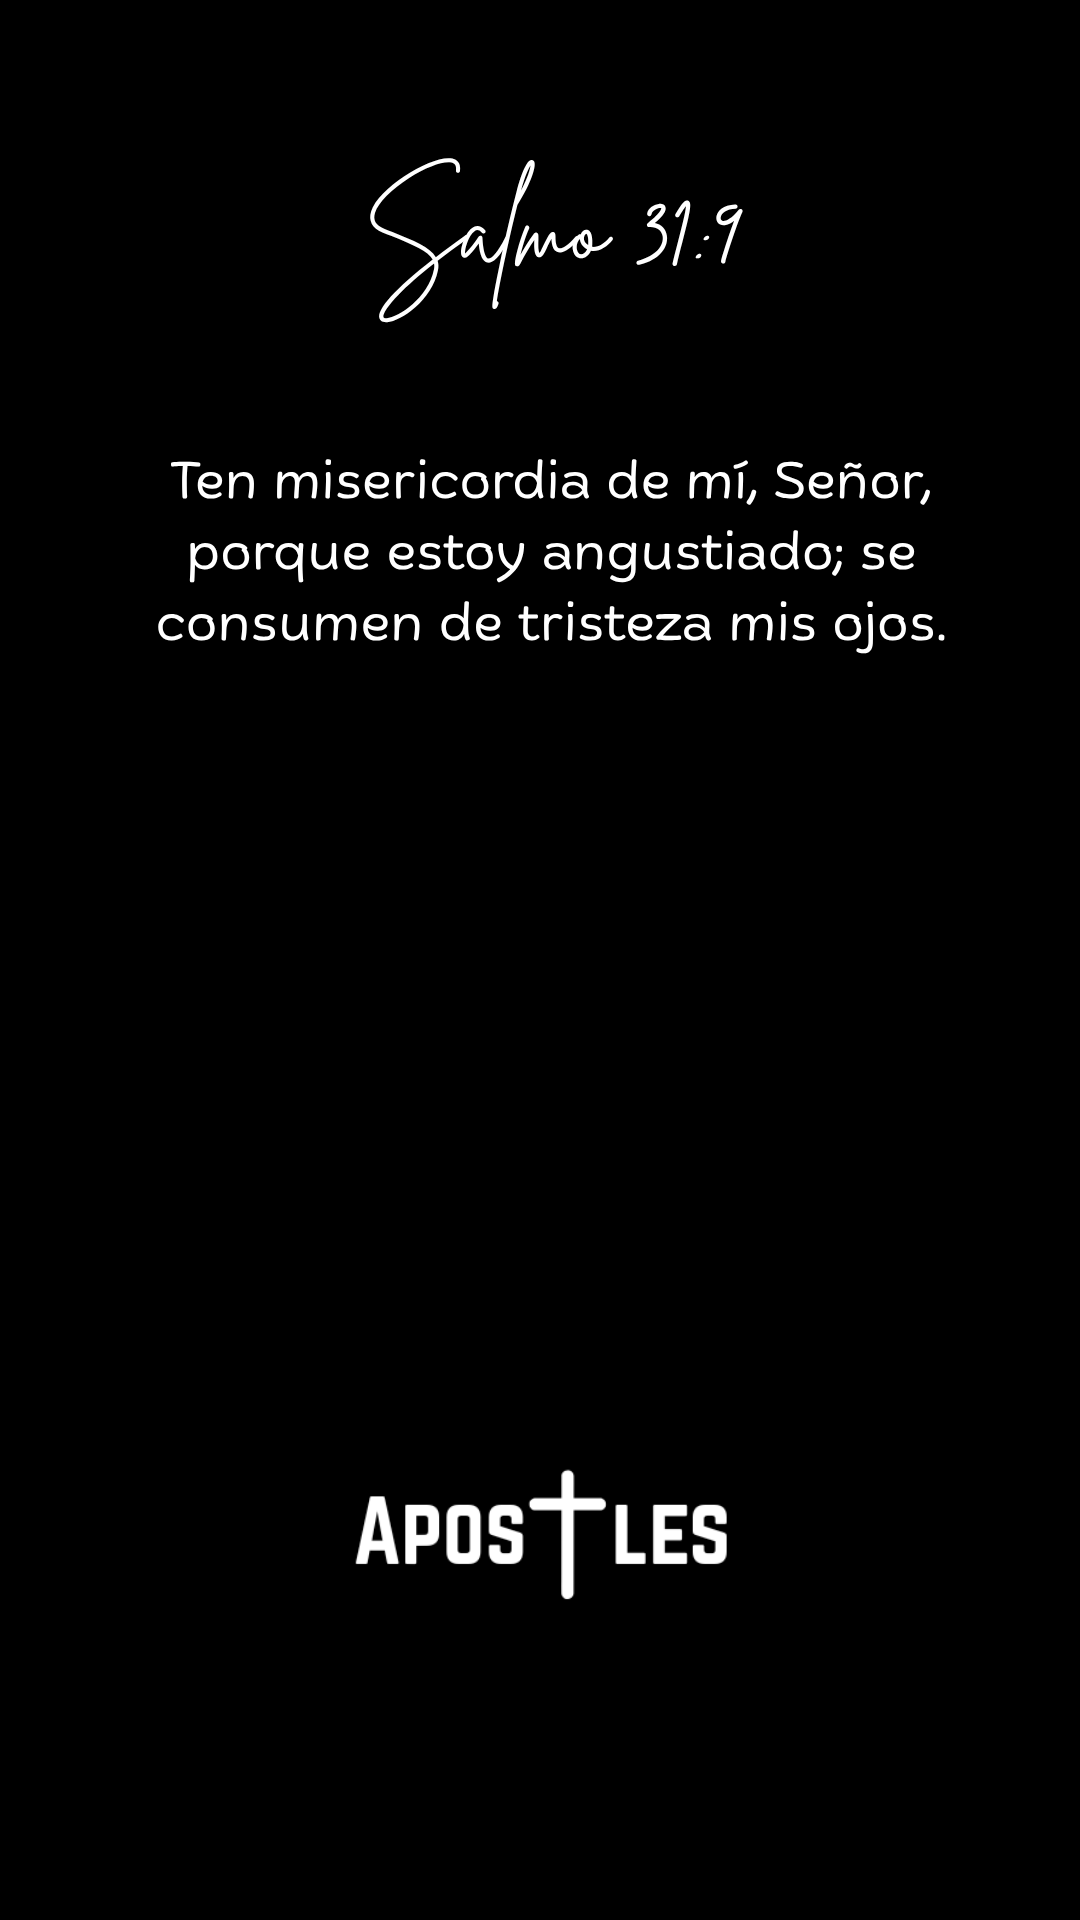 Salmo 31:9
Ten misericordia de mí, Señor,
porque estoy angustiado; se
consumen de tristeza mis ojos.
APOSTLES